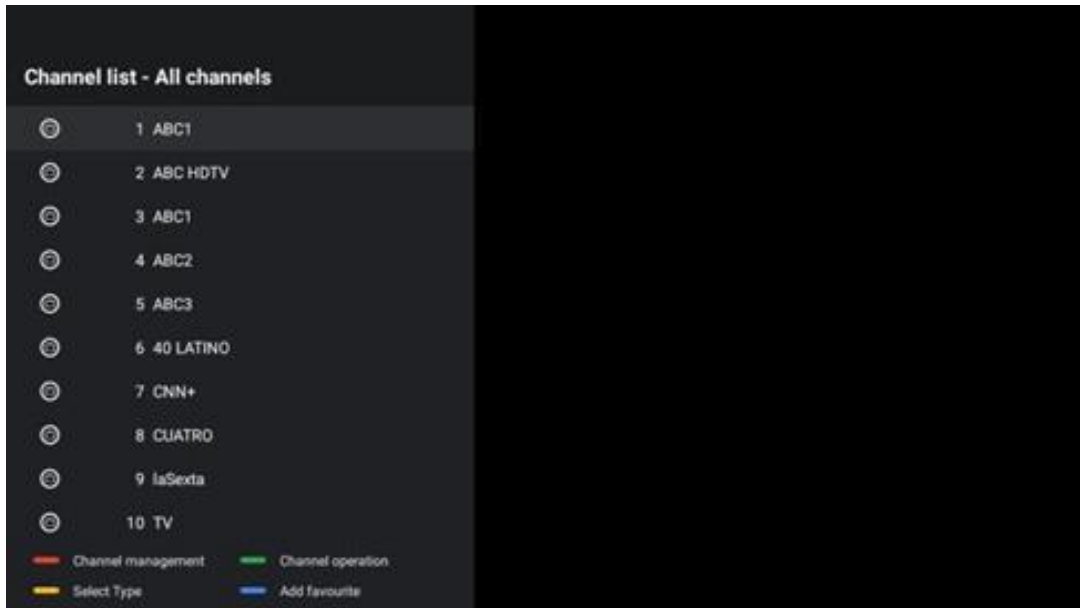 Channel list - All channels
1 ABC1
2 ABC HDTV
3 ABC1
4 ABC2
5 ABC3
6 40 LATINO
7 CNN+
8 CUATRO
9 laSexta
10 TV
Channel management Channel operation
Select Type Add favourite